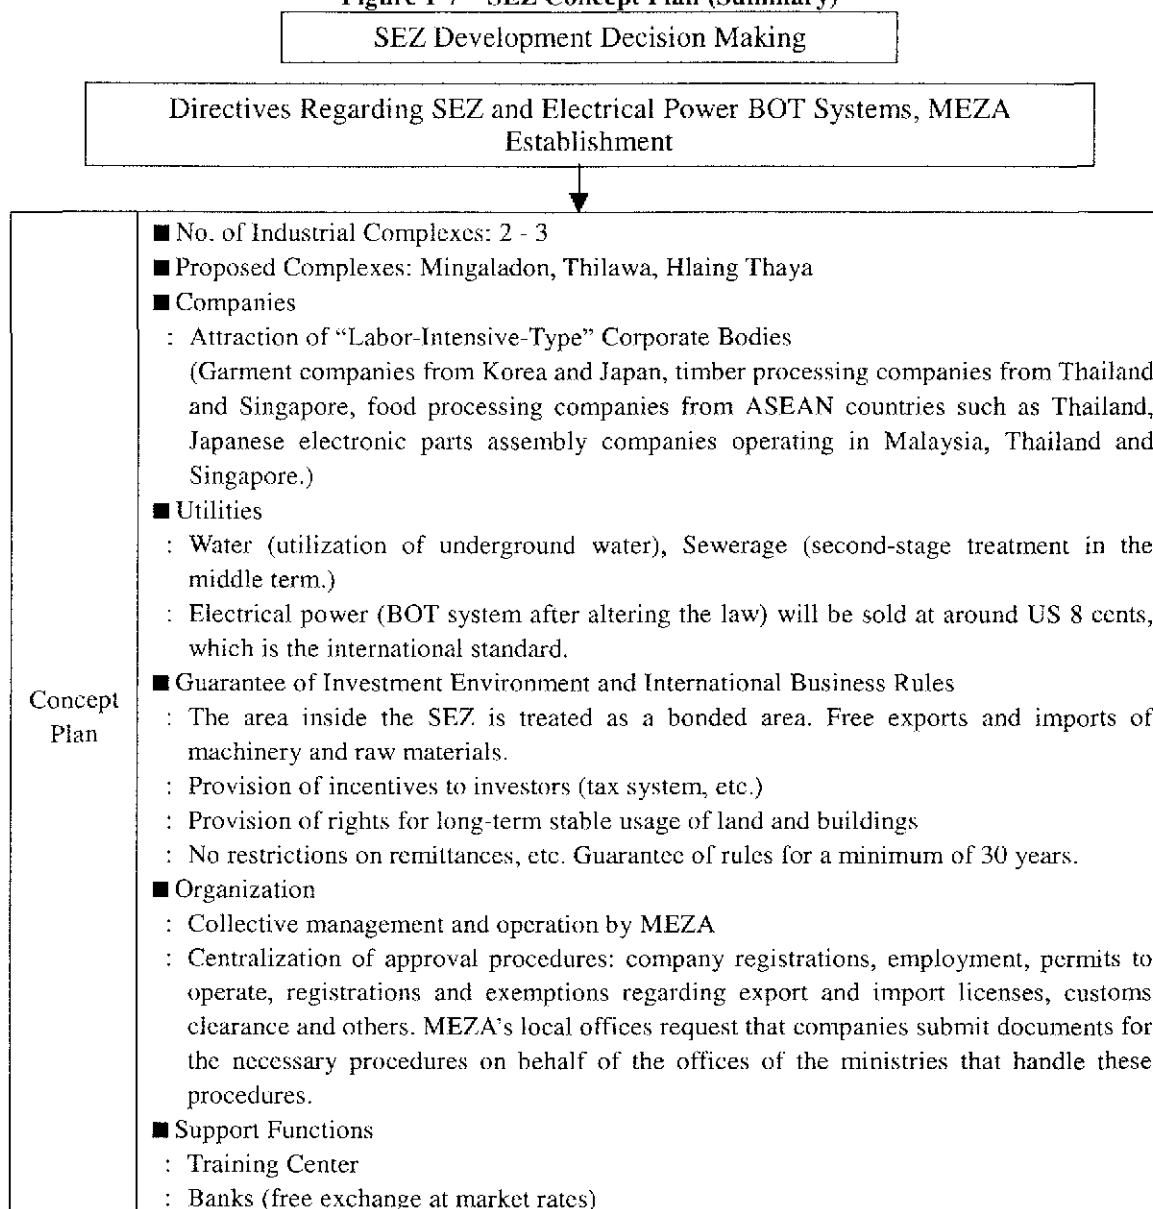 Figure 1-7 SEZ Concept Plan (Summary)
SEZ Development Decision Making
Directives Regarding SEZ and Electrical Power BOT Systems, MEZA
Establishment
■ No. of Industrial Complexes: 2 - 3
■ Proposed Complexes: Mingaladon, Thilawa, Hlaing Thaya
■ Companies
: Attraction of “Labor-Intensive-Type” Corporate Bodies
(Garment companies from Korea and Japan, timber processing companies from Thailand
and Singapore, food processing companies from ASEAN countries such as Thailand,
Japanese electronic parts assembly companies operating in Malaysia, Thailand and
Singapore.)
■ Utilities
: Water (utilization of underground water), Sewerage (second-stage treatment in the
middle term.)
: Electrical power (BOT system after altering the law) will be sold at around US 8 cents,
which is the international standard.
■ Guarantee of Investment Environment and International Business Rules
Concept
Plan
: The area inside the SEZ is treated as a bonded area. Free exports and imports of
machinery and raw materials.
: Provision of incentives to investors (tax system, etc.)
: Provision of rights for long-term stable usage of land and buildings
: No restrictions on remittances, etc. Guarantee of rules for a minimum of 30 years.
■ Organization
: Collective management and operation by MEZA
: Centralization of approval procedures: company registrations, employment, permits to
operate, registrations and exemptions regarding export and import licenses, customs
clearance and others. MEZA's local offices request that companies submit documents for
the necessary procedures on behalf of the offices of the ministries that handle these
procedures.
■ Support Functions
: Training Center
: Banks (free exchange at market rates)